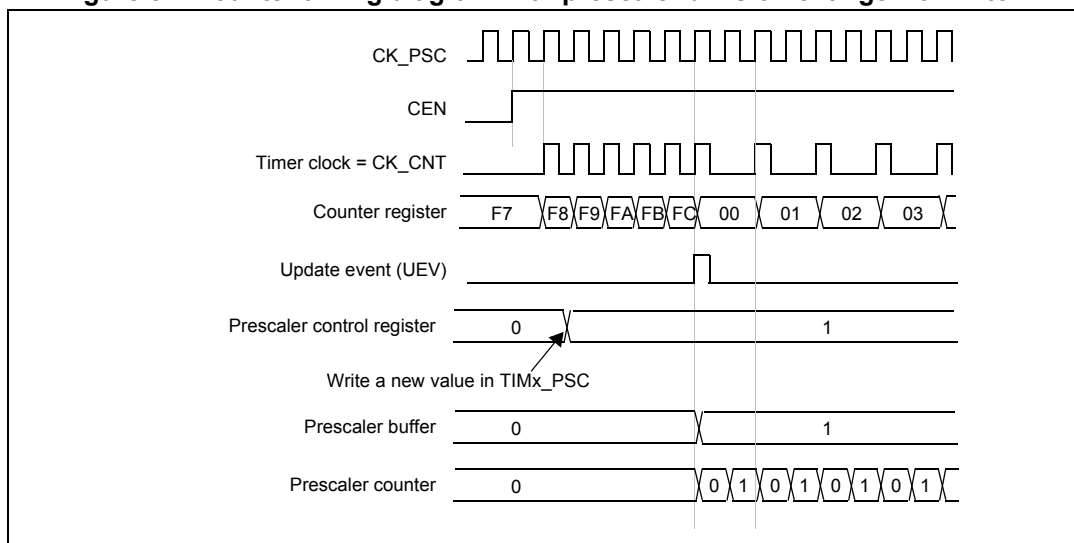 CK_PSC
CEN
Timer clock = CK_CNT
Counter register F7 F8 F9 FA FB FC 00 01 02 03
Update event (UEV)
Prescaler control register 0 1
Write a new value in TIMx_PSC
Prescaler buffer 0 1
Prescaler counter 0 0 1 0 1 0 1 0 1